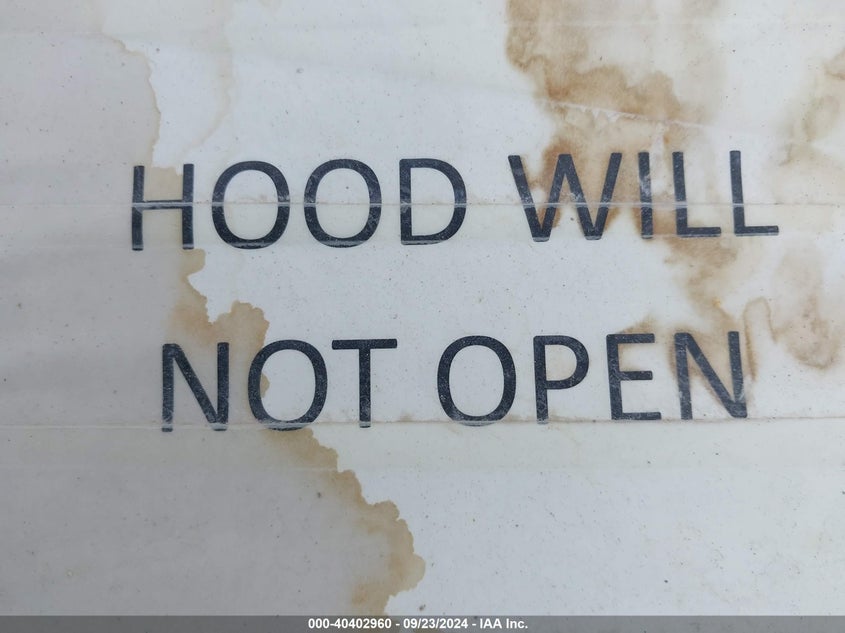 HOOD WILL
NOT OPEN
000-40402960 - 09/23/2024 - IAA Inc.